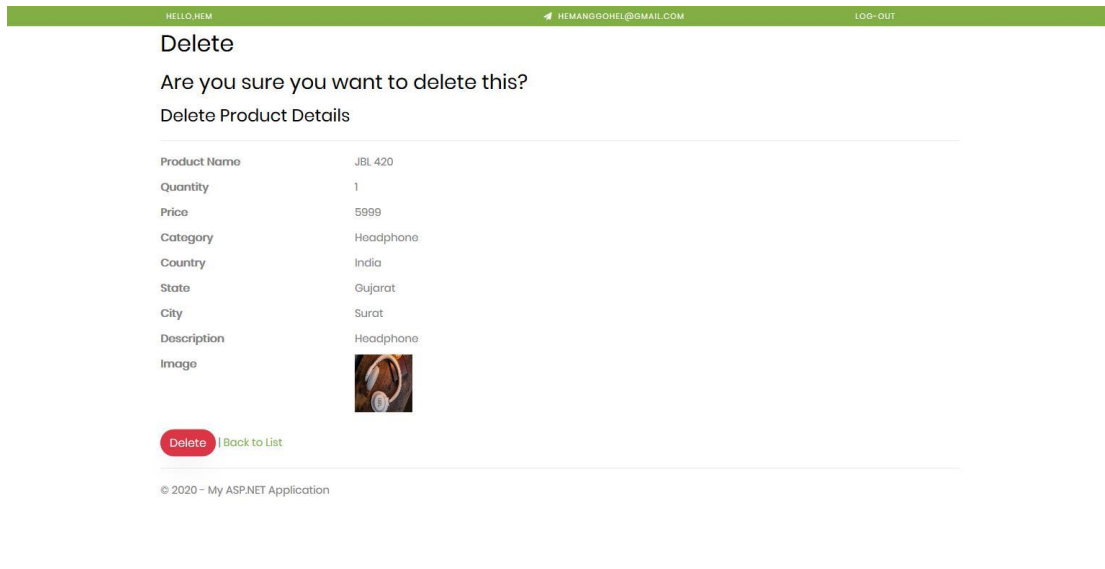 HELLO,HEM HEMANGGOHEL@GMAIL.COM LOG-OUT
Delete
Are you sure you want to delete this?
Delete Product Details
Product Name JBL 420
Quantity 1
Price 5999
Category Headphone
Country India
State Gujarat
City Surat
Description Headphone
Image
Delete | Back to List
© 2020 - My ASP.NET Application